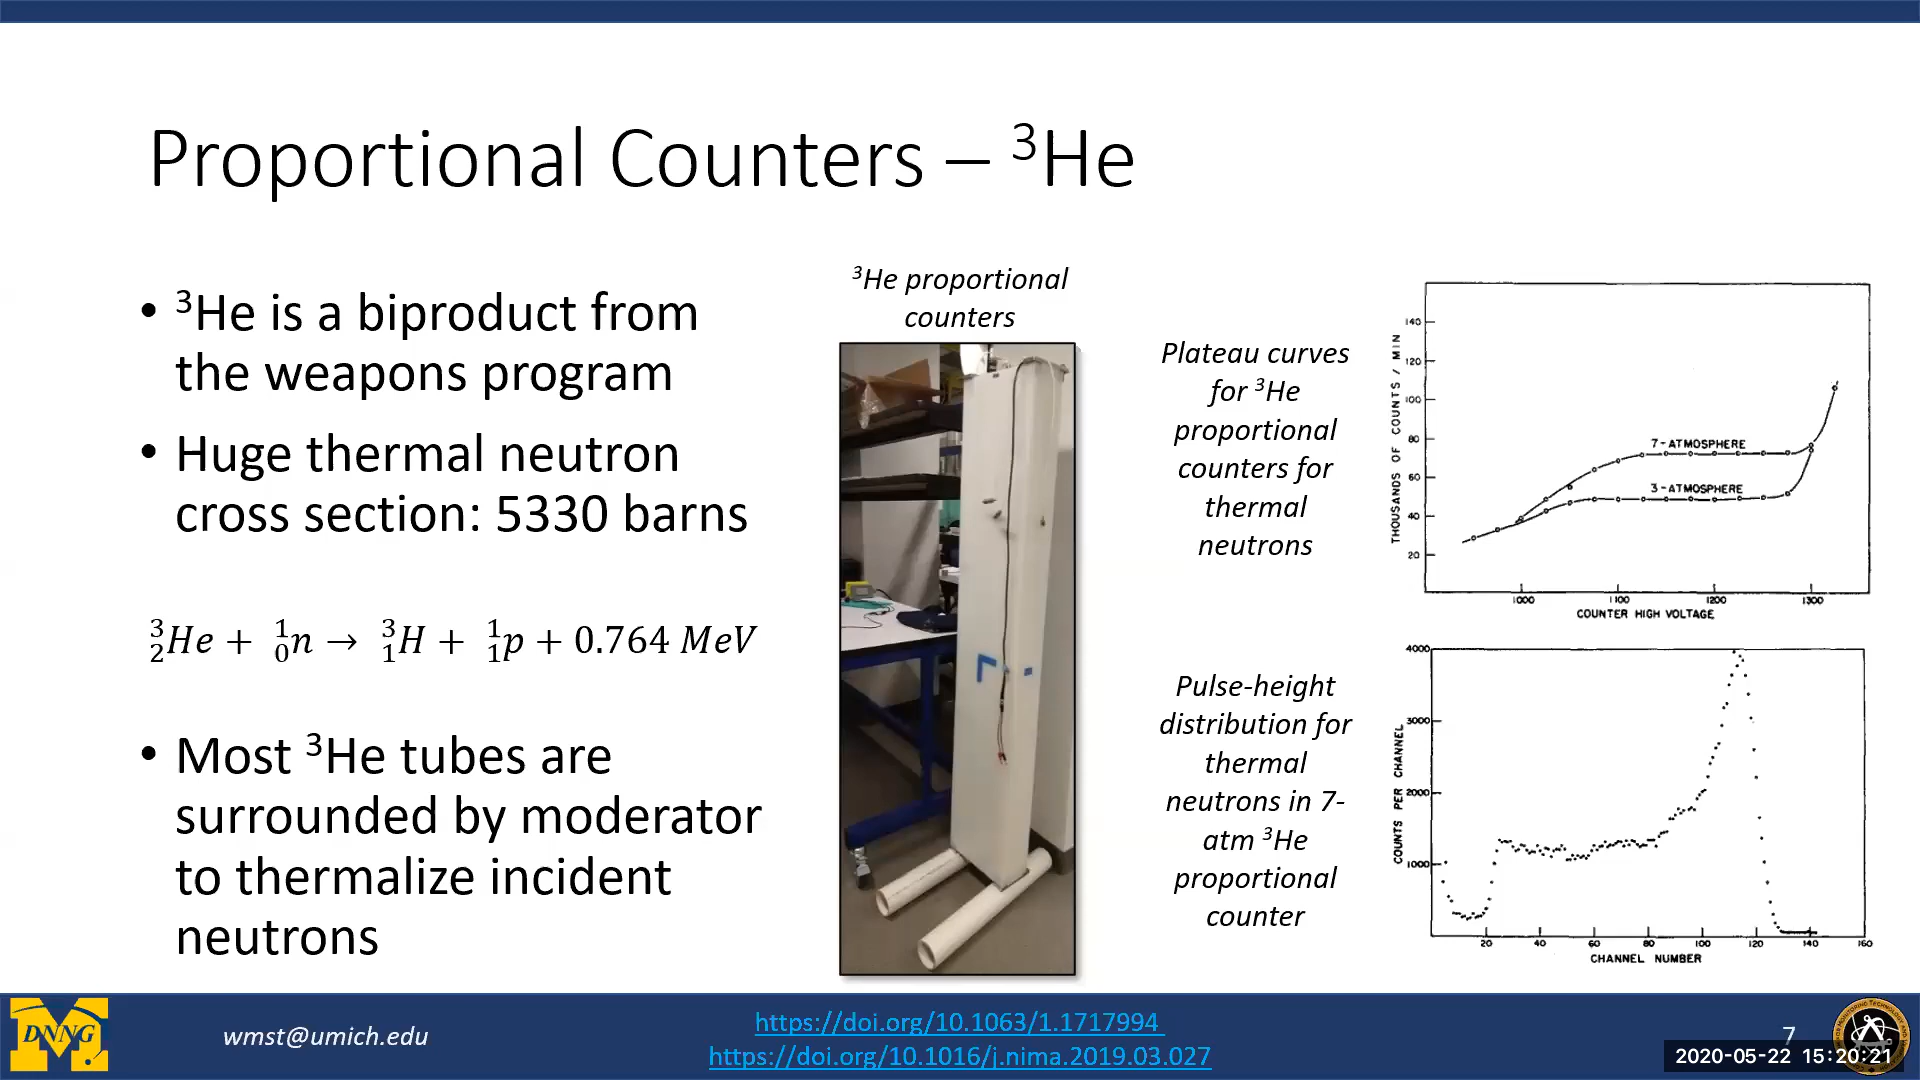 Proportional Counters – ³He
• ³He is a biproduct from
the weapons program
• Huge thermal neutron
cross section: 5330 barns
³₂He + ¹₀n → ³₁H + ¹₁p + 0.764 MeV
• Most ³He tubes are
surrounded by moderator
to thermalize incident
neutrons
³He proportional
counters
Plateau curves
for ³He
proportional
counters for
thermal
neutrons
THOUSANDS OF COUNTS / MIN
140
120
100
80
60
40
20
7-ATMOSPHERE
3-ATMOSPHERE
1000 1100 1200 1300
COUNTER HIGH VOLTAGE
Pulse-height
distribution for
thermal
neutrons in 7-
atm ³He
proportional
counter
COUNTS PER CHANNEL
4000
3000
2000
1000
20 40 60 80 100 120 140 160
CHANNEL NUMBER
DNNG
wmst@umich.edu
https://doi.org/10.1063/1.1717994
https://doi.org/10.1016/j.nima.2019.03.027
7
2020-05-22 15:20:21